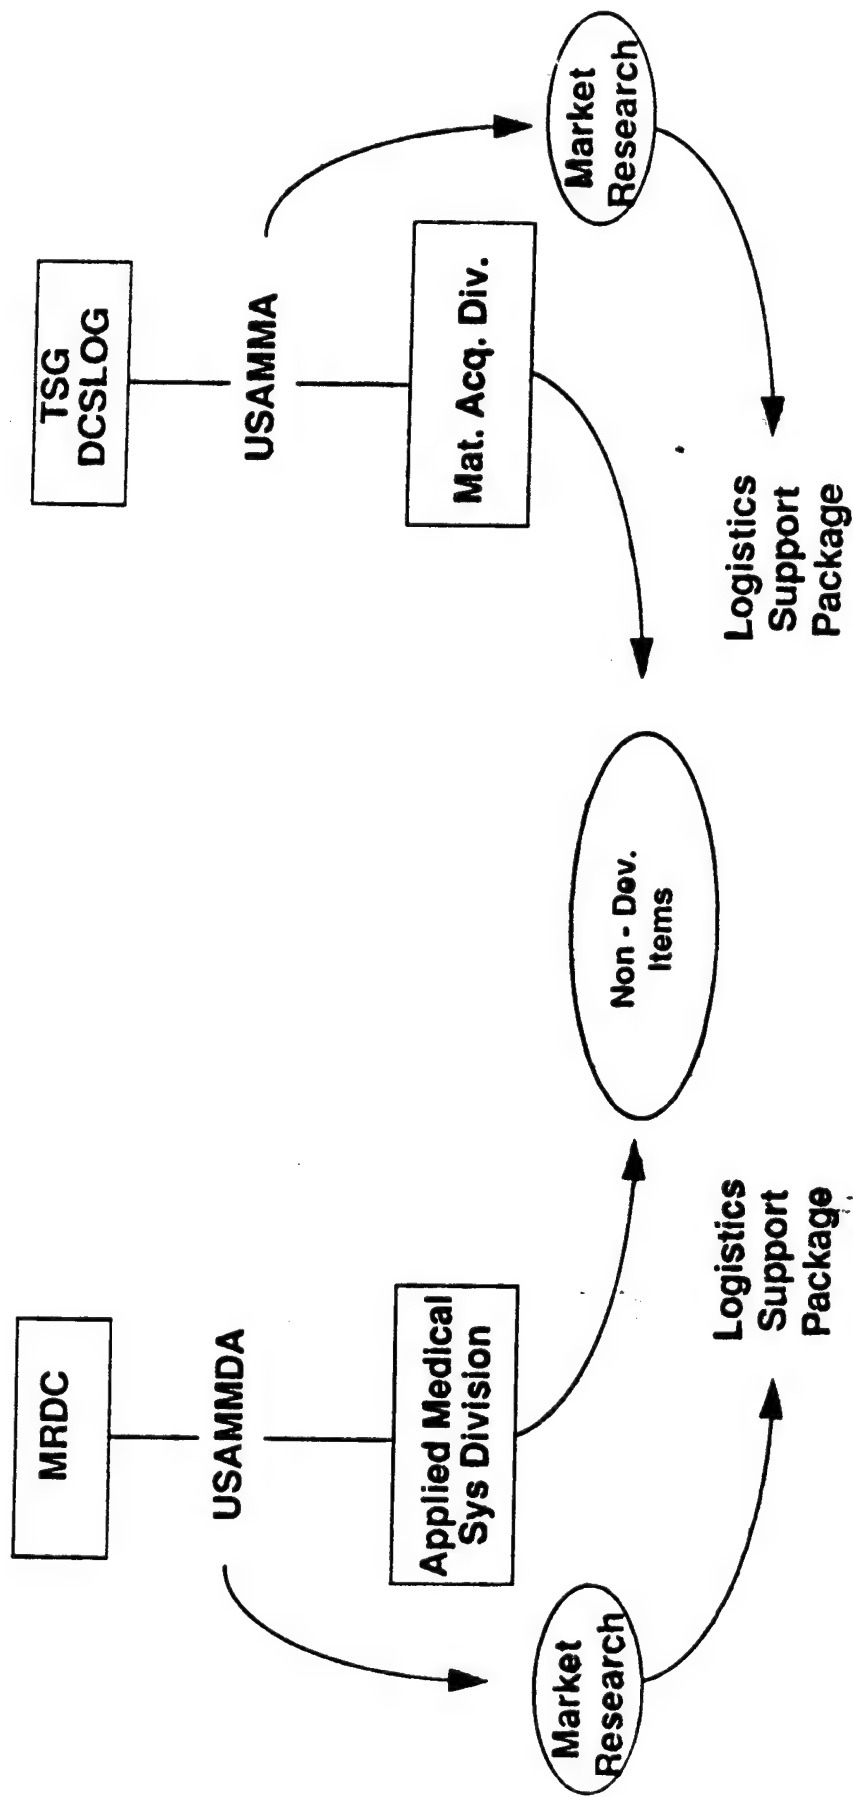 MRDC
USAMMDA
Applied Medical
Sys Division
Market
Research
Logistics
Support
Package
Non - Dev.
Items
TSG
DCSLOG
USAMMA
Mat. Acq. Div.
Market
Research
Logistics
Support
Package